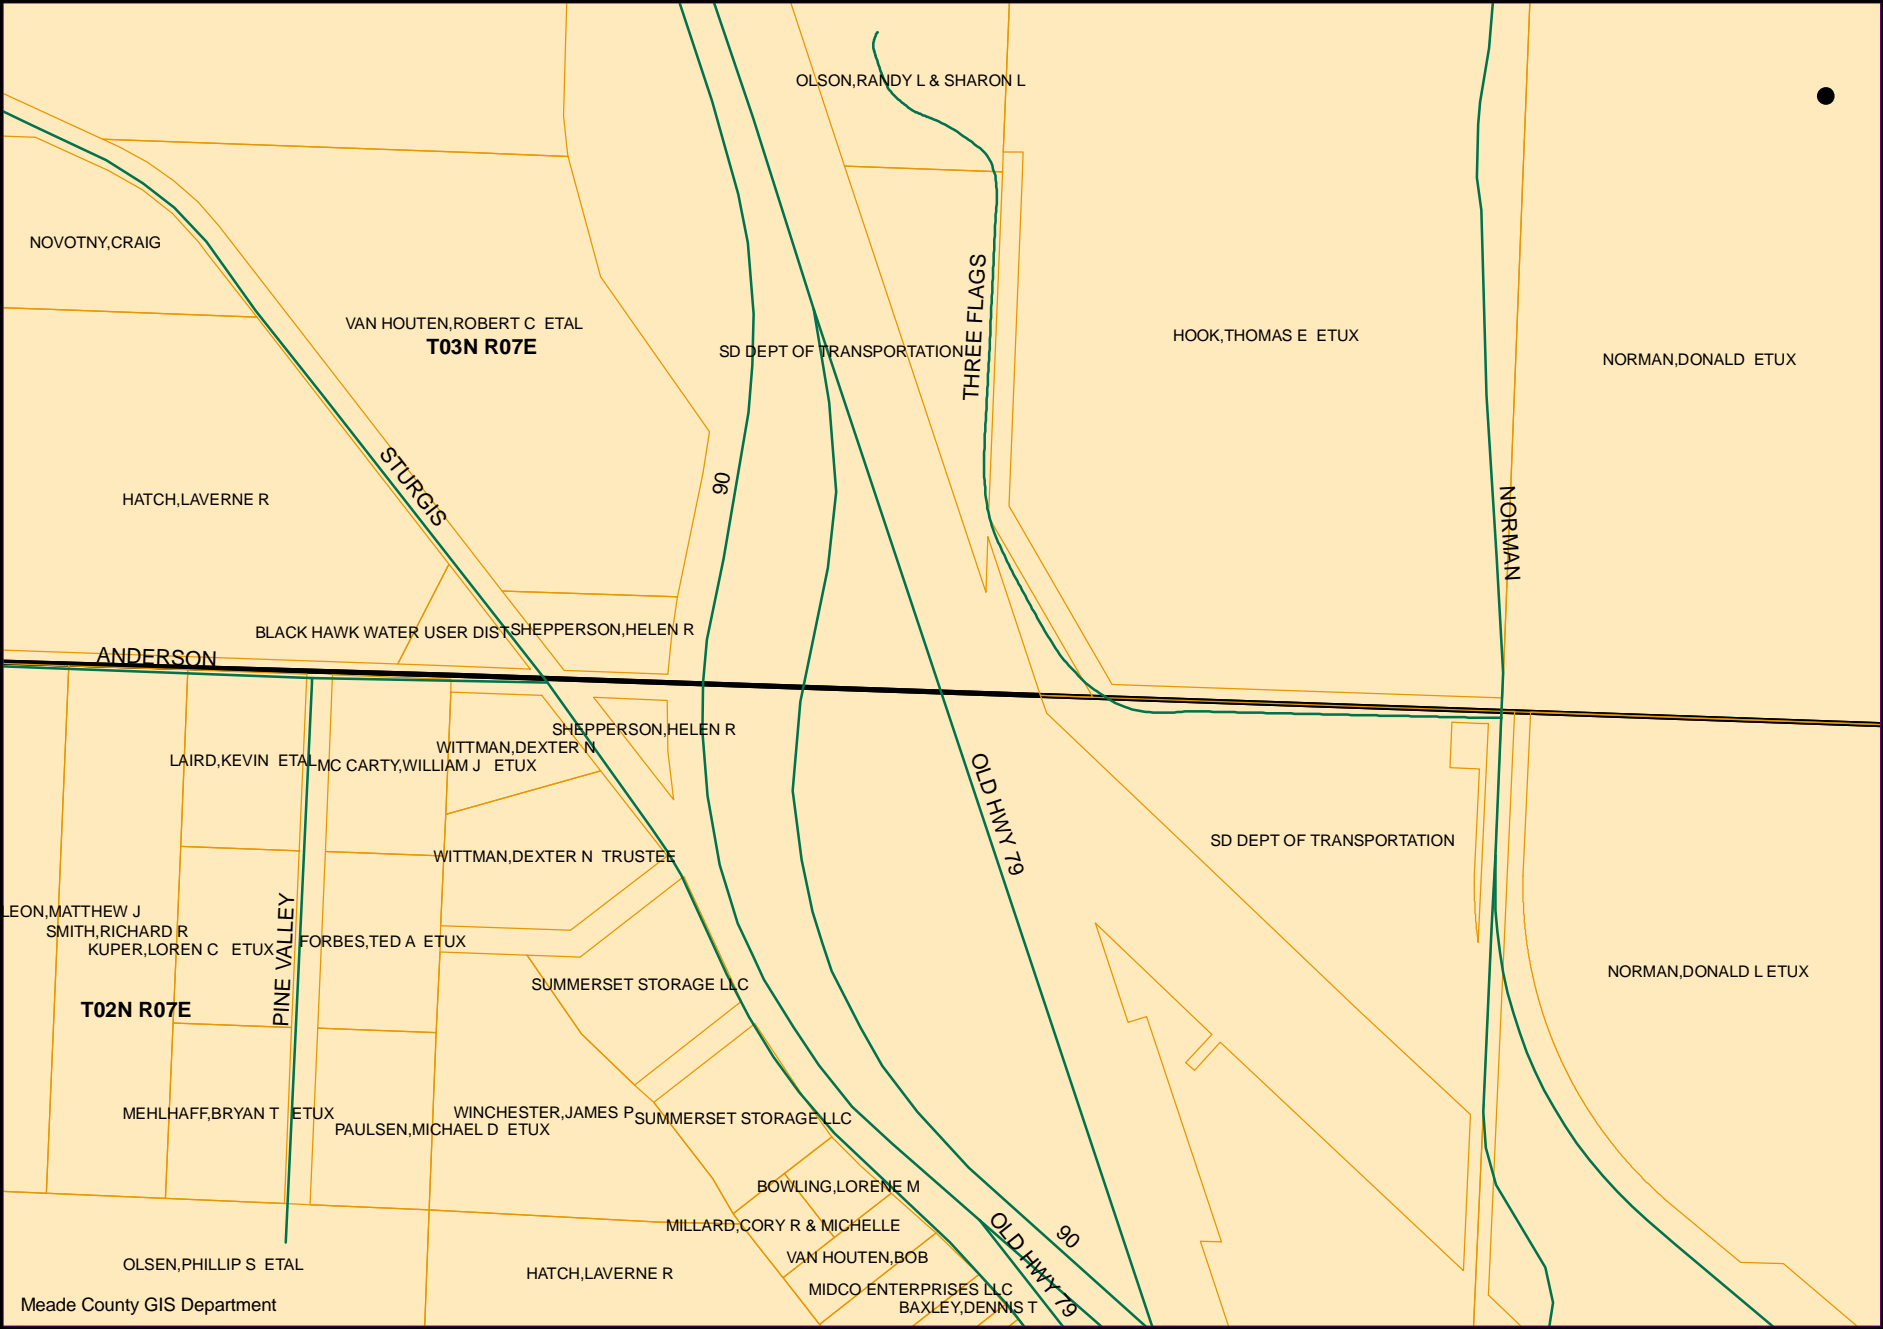 OLSON,RANDY L & SHARON L
NOVOTNY,CRAIG
VAN HOUTEN,ROBERT C  ETAL
T03N R07E
SD DEPT OF TRANSPORTATION
THREE FLAGS
HOOK,THOMAS E  ETUX
NORMAN,DONALD  ETUX
HATCH,LAVERNE R
STURGIS
90
NORMAN
BLACK HAWK WATER USER DIST
SHEPPERSON,HELEN R
ANDERSON
SHEPPERSON,HELEN R
WITTMAN,DEXTER N
LAIRD,KEVIN  ETAL
MC CARTY,WILLIAM J  ETUX
OLD HWY 79
SD DEPT OF TRANSPORTATION
WITTMAN,DEXTER N  TRUSTEE
LEON,MATTHEW J
SMITH,RICHARD R
KUPER,LOREN C  ETUX
PINE VALLEY
FORBES,TED A  ETUX
SUMMERSET STORAGE LLC
NORMAN,DONALD L ETUX
T02N R07E
MEHLHAFF,BRYAN T  ETUX
WINCHESTER,JAMES P
PAULSEN,MICHAEL D  ETUX
SUMMERSET STORAGE LLC
BOWLING,LORENE M
MILLARD,CORY R & MICHELLE
OLD HWY 79
90
VAN HOUTEN,BOB
OLSEN,PHILLIP S  ETAL
HATCH,LAVERNE R
MIDCO ENTERPRISES LLC
BAXLEY,DENNIS T
Meade County GIS Department